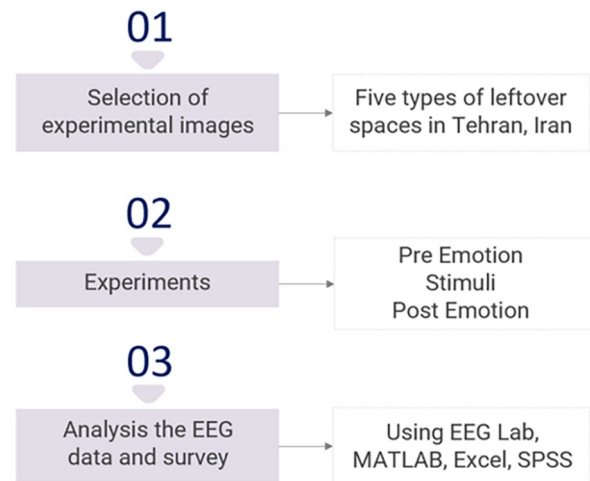 01
Selection of
experimental images
Five types of leftover
spaces in Tehran, Iran
02
Experiments
Pre Emotion
Stimuli
Post Emotion
03
Analysis the EEG
data and survey
Using EEG Lab,
MATLAB, Excel, SPSS